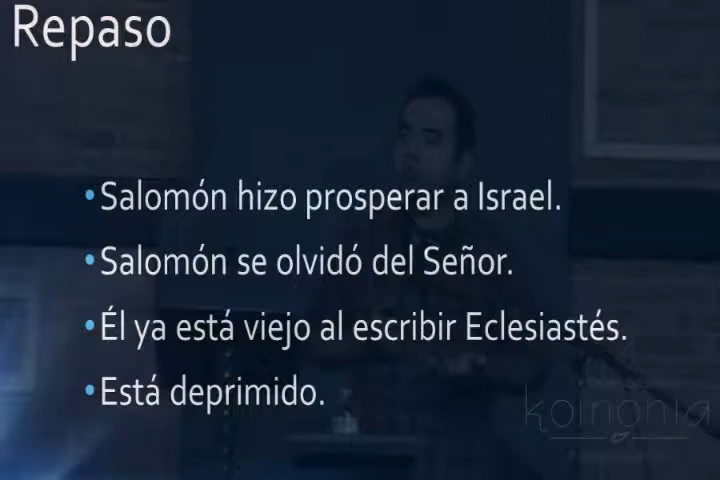 Repaso
•Salomón hizo prosperar a Israel.
•Salomón se olvidó del Señor.
•Él ya está viejo al escribir Eclesiastés.
•Está deprimido.
koinonia